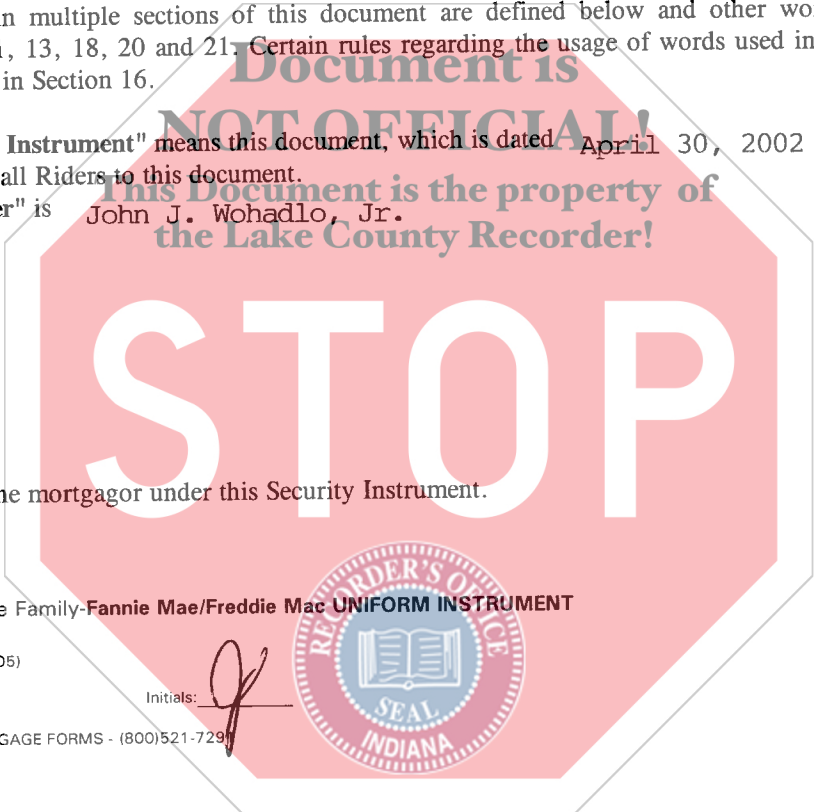 n multiple sections of this document are defined below and other wo
, 13, 18, 20 and 21. Certain rules regarding the usage of words used in
in Section 16.
Document is
NOT OFFICIAL!
Instrument" means this document, which is dated April 30, 2002
all Riders to this document.
This Document is the property of
r" is John J. Wohadlo, Jr.
the Lake County Recorder!
STOP
ne mortgagor under this Security Instrument.
e Family-Fannie Mae/Freddie Mac UNIFORM INSTRUMENT
05)
Initials:
GAGE FORMS - (800)521-7291
RECORDER'S OFFICE
SEAL
INDIANA